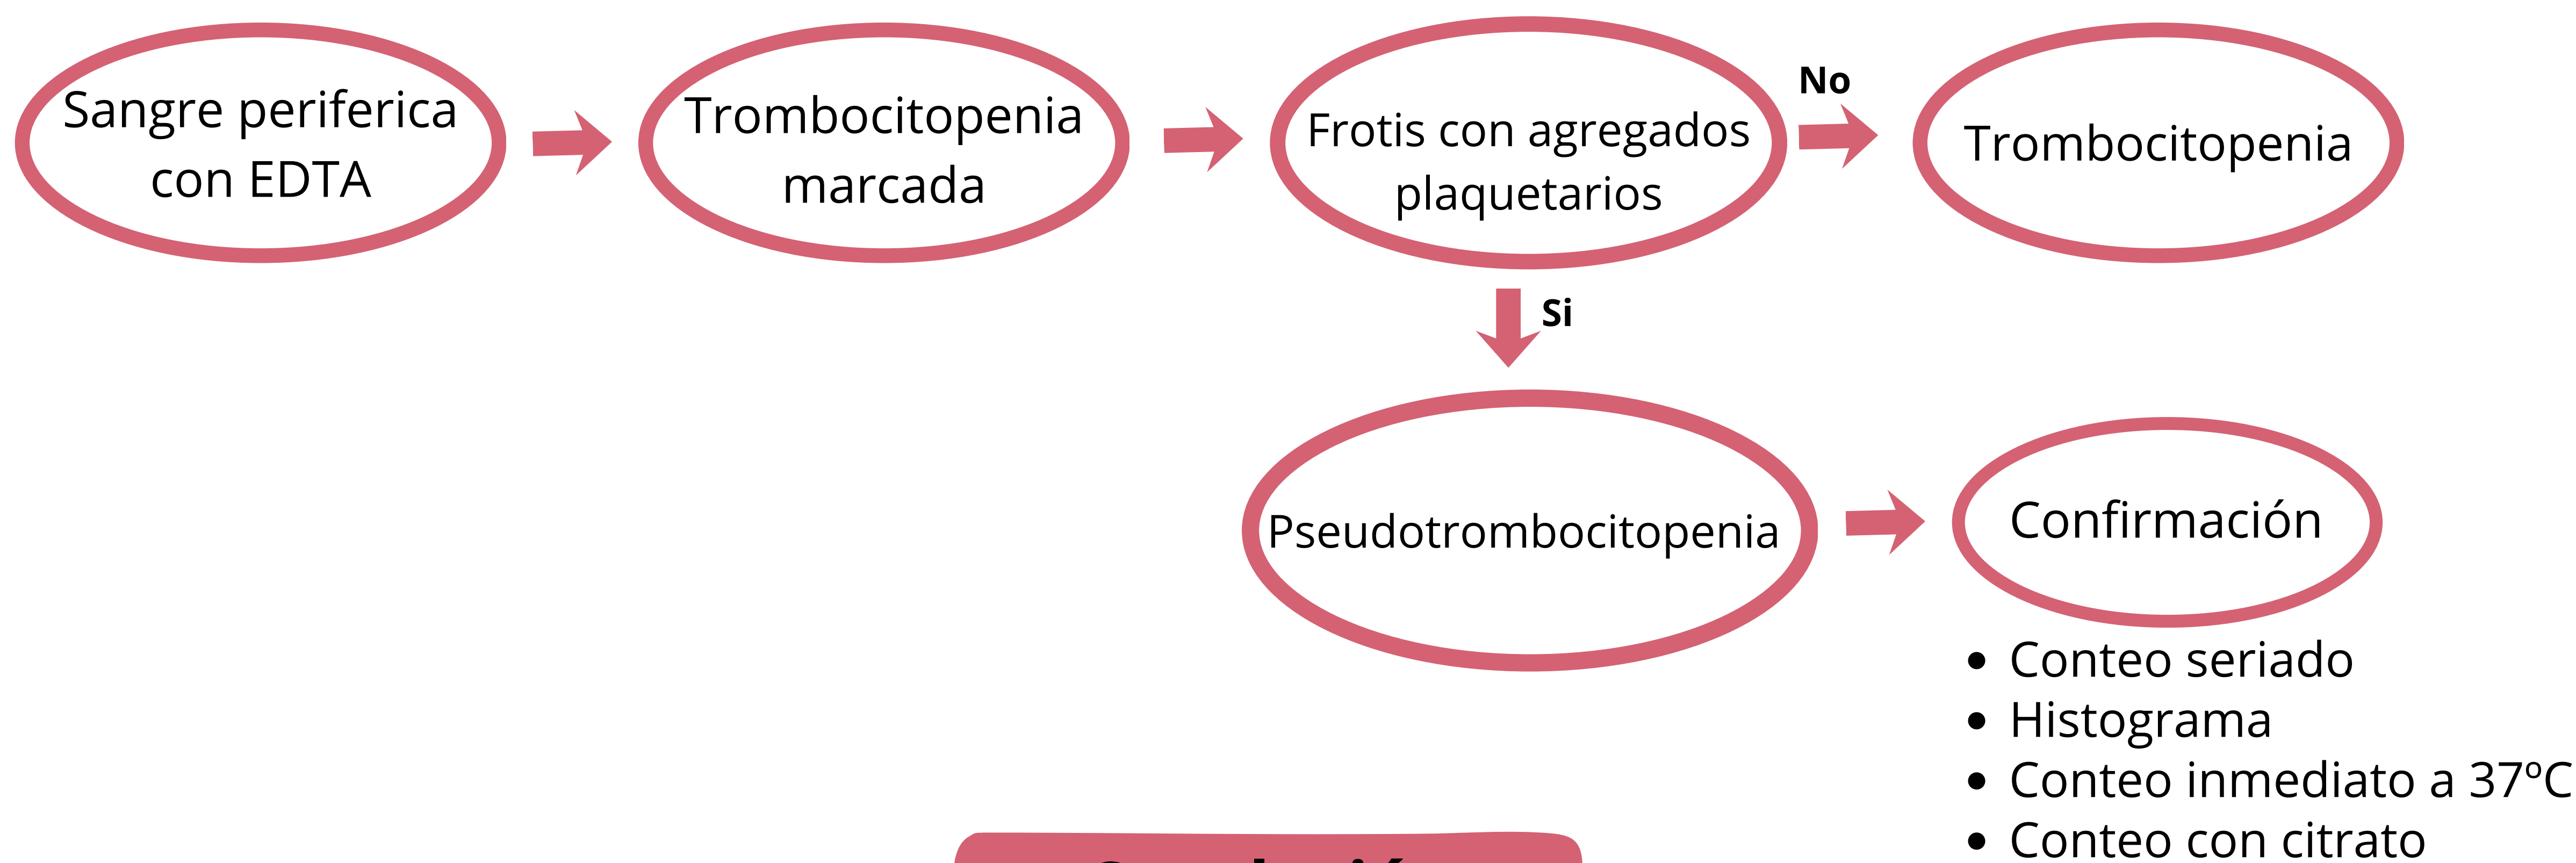 Sangre periferica
con EDTA
Trombocitopenia
marcada
Frotis con agregados
plaquetarios
No
Trombocitopenia
Si
Pseudotrombocitopenia
Confirmación
• Conteo seriado
• Histograma
• Conteo inmediato a 37ºC
• Conteo con citrato